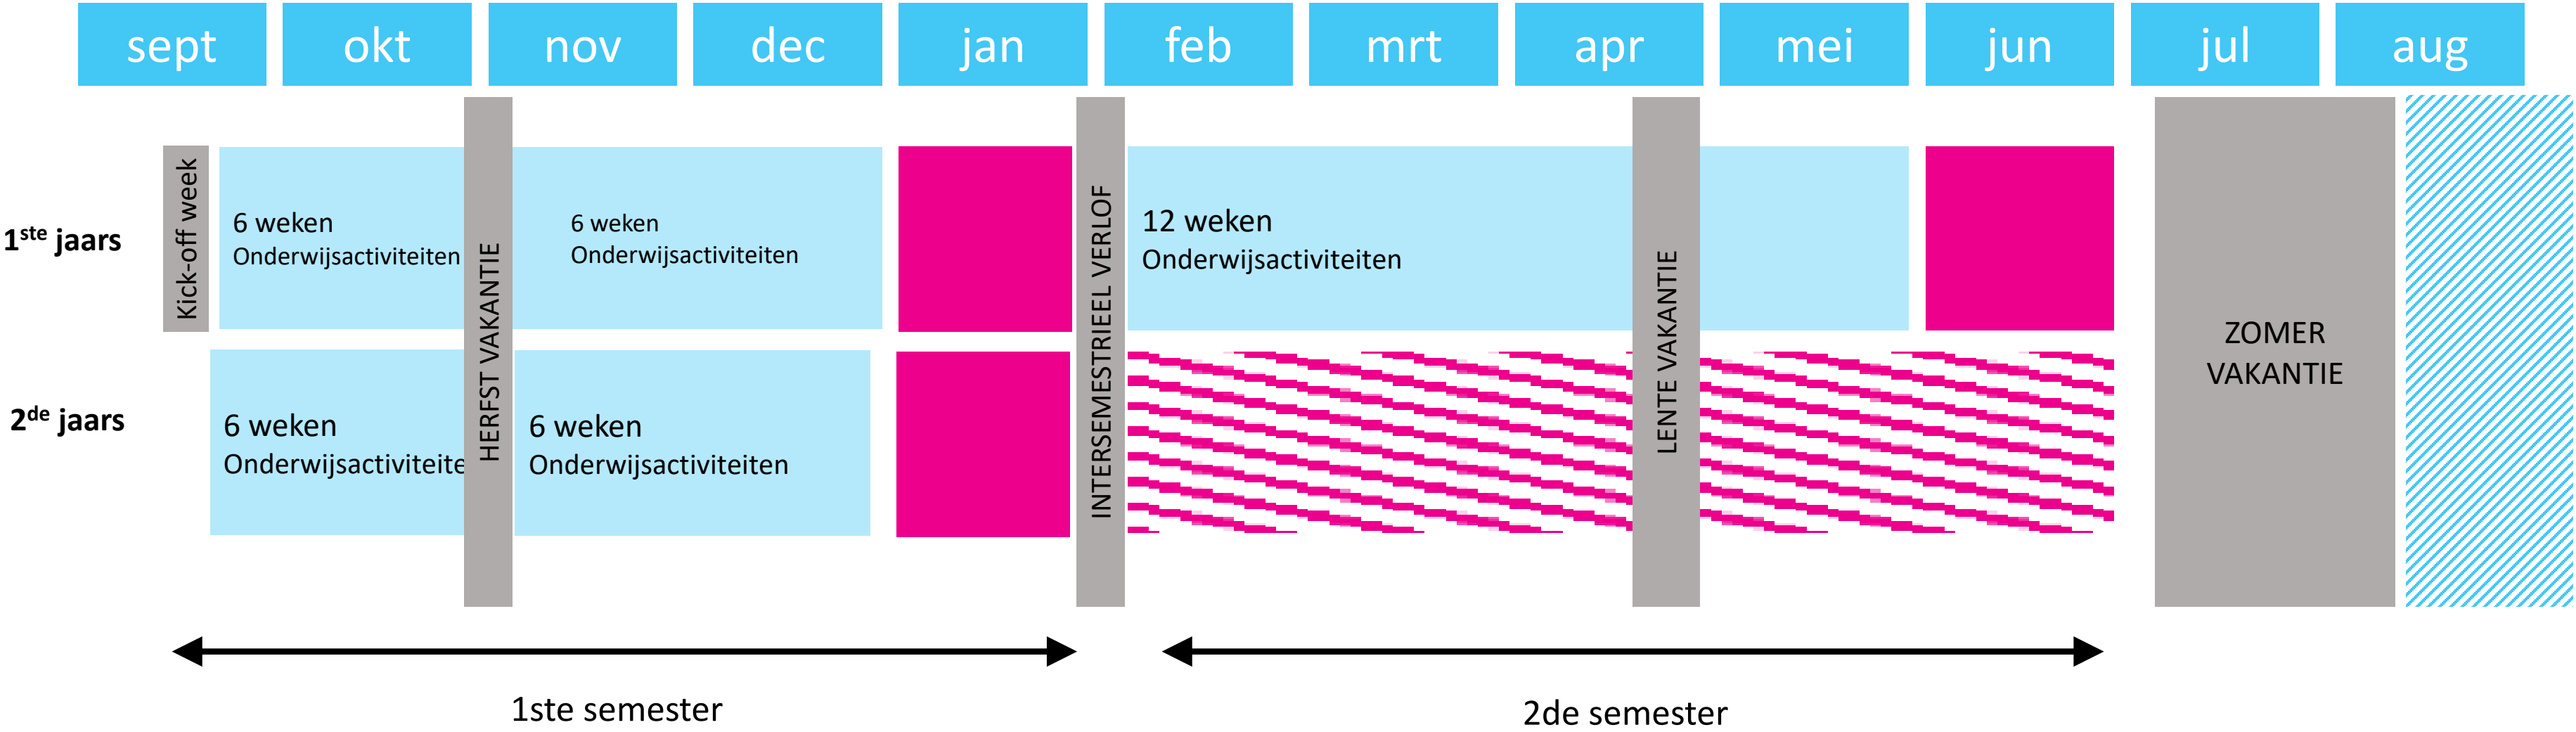 sept okt nov dec jan feb mrt apr mei jun jul aug
1ste jaars
Kick-off week
6 weken
Onderwijsactiviteiten
HERFST VAKANTIE
6 weken
Onderwijsactiviteiten
INTERSEMESTRIEEL VERLOF
12 weken
Onderwijsactiviteiten
LENTE VAKANTIE
ZOMER
VAKANTIE
2de jaars
6 weken
Onderwijsactiviteite
6 weken
Onderwijsactiviteiten
1ste semester
2de semester